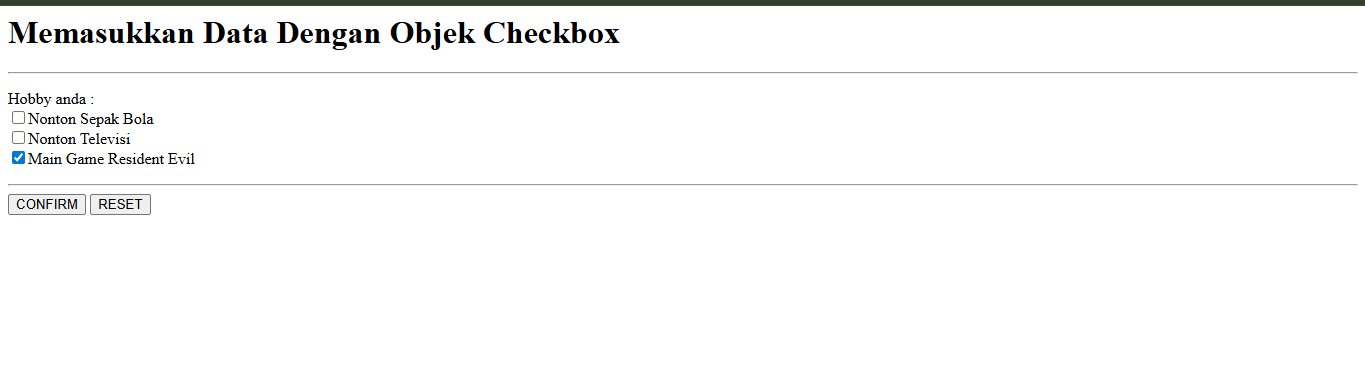 Memasukkan Data Dengan Objek Checkbox
Hobby anda :
Nonton Sepak Bola
Nonton Televisi
Main Game Resident Evil
CONFIRM RESET